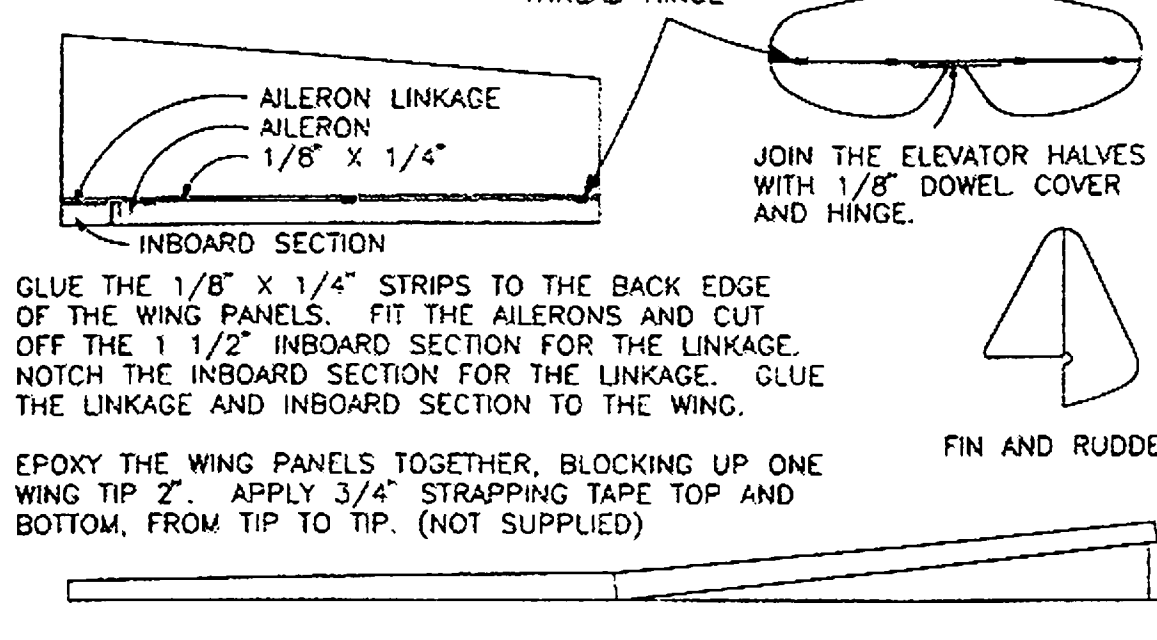 THREAD HINGE
AILERON LINKAGE
AILERON
1/8" X 1/4"
INBOARD SECTION
JOIN THE ELEVATOR HALVES
WITH 1/8" DOWEL COVER
AND HINGE.
GLUE THE 1/8" X 1/4" STRIPS TO THE BACK EDGE
OF THE WING PANELS. FIT THE AILERONS AND CUT
OFF THE 1 1/2" INBOARD SECTION FOR THE LINKAGE.
NOTCH THE INBOARD SECTION FOR THE LINKAGE. GLUE
THE LINKAGE AND INBOARD SECTION TO THE WING.
FIN AND RUDDE
EPOXY THE WING PANELS TOGETHER, BLOCKING UP ONE
WING TIP 2". APPLY 3/4" STRAPPING TAPE TOP AND
BOTTOM, FROM TIP TO TIP. (NOT SUPPLIED)